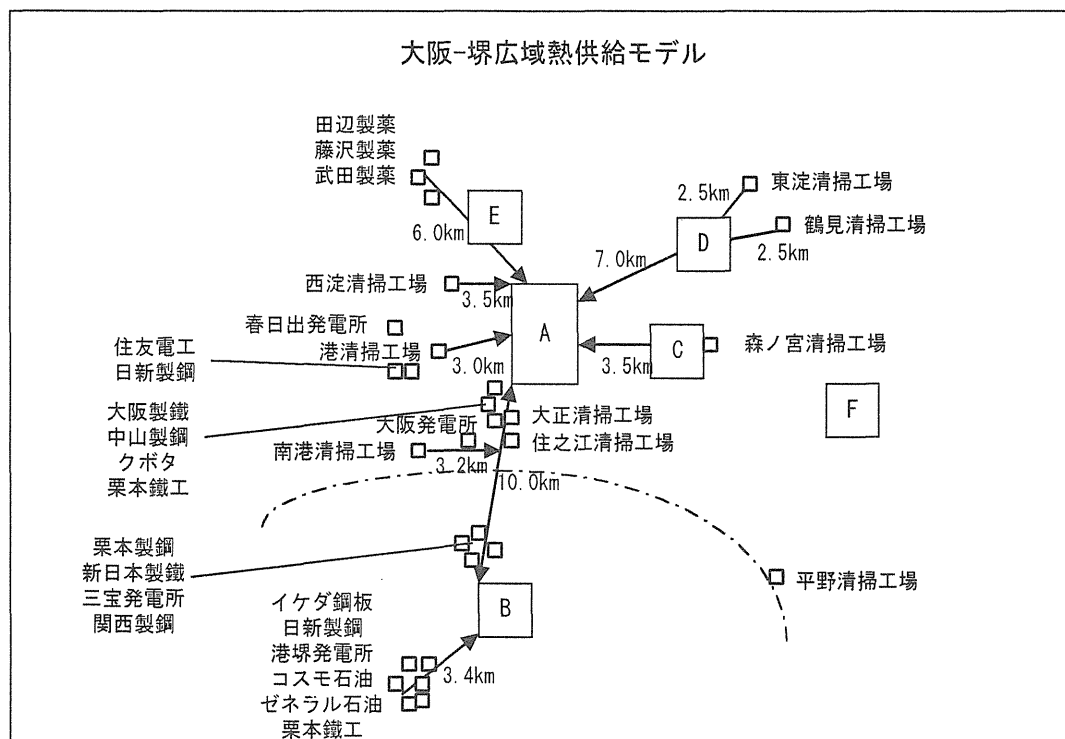 大阪-堺広域熱供給モデル
田辺製薬
藤沢製薬
武田製薬
E
6.0km
2.5km
東淀清掃工場
鶴見清掃工場
D
2.5km
7.0km
西淀清掃工場
3.5km
春日出発電所
A
住友電工
日新製鋼
港清掃工場
3.0km
C
3.5km
森ノ宮清掃工場
F
大阪製鐵
中山製鋼
クボタ
栗本鐵工
大阪発電所
大正清掃工場
南港清掃工場
住之江清掃工場
3.2km
10.0km
栗本製鋼
新日本製鐵
三宝発電所
関西製鋼
平野清掃工場
B
イケダ鋼板
日新製鋼
港堺発電所
コスモ石油
ゼネラル石油
栗本鐵工
3.4km